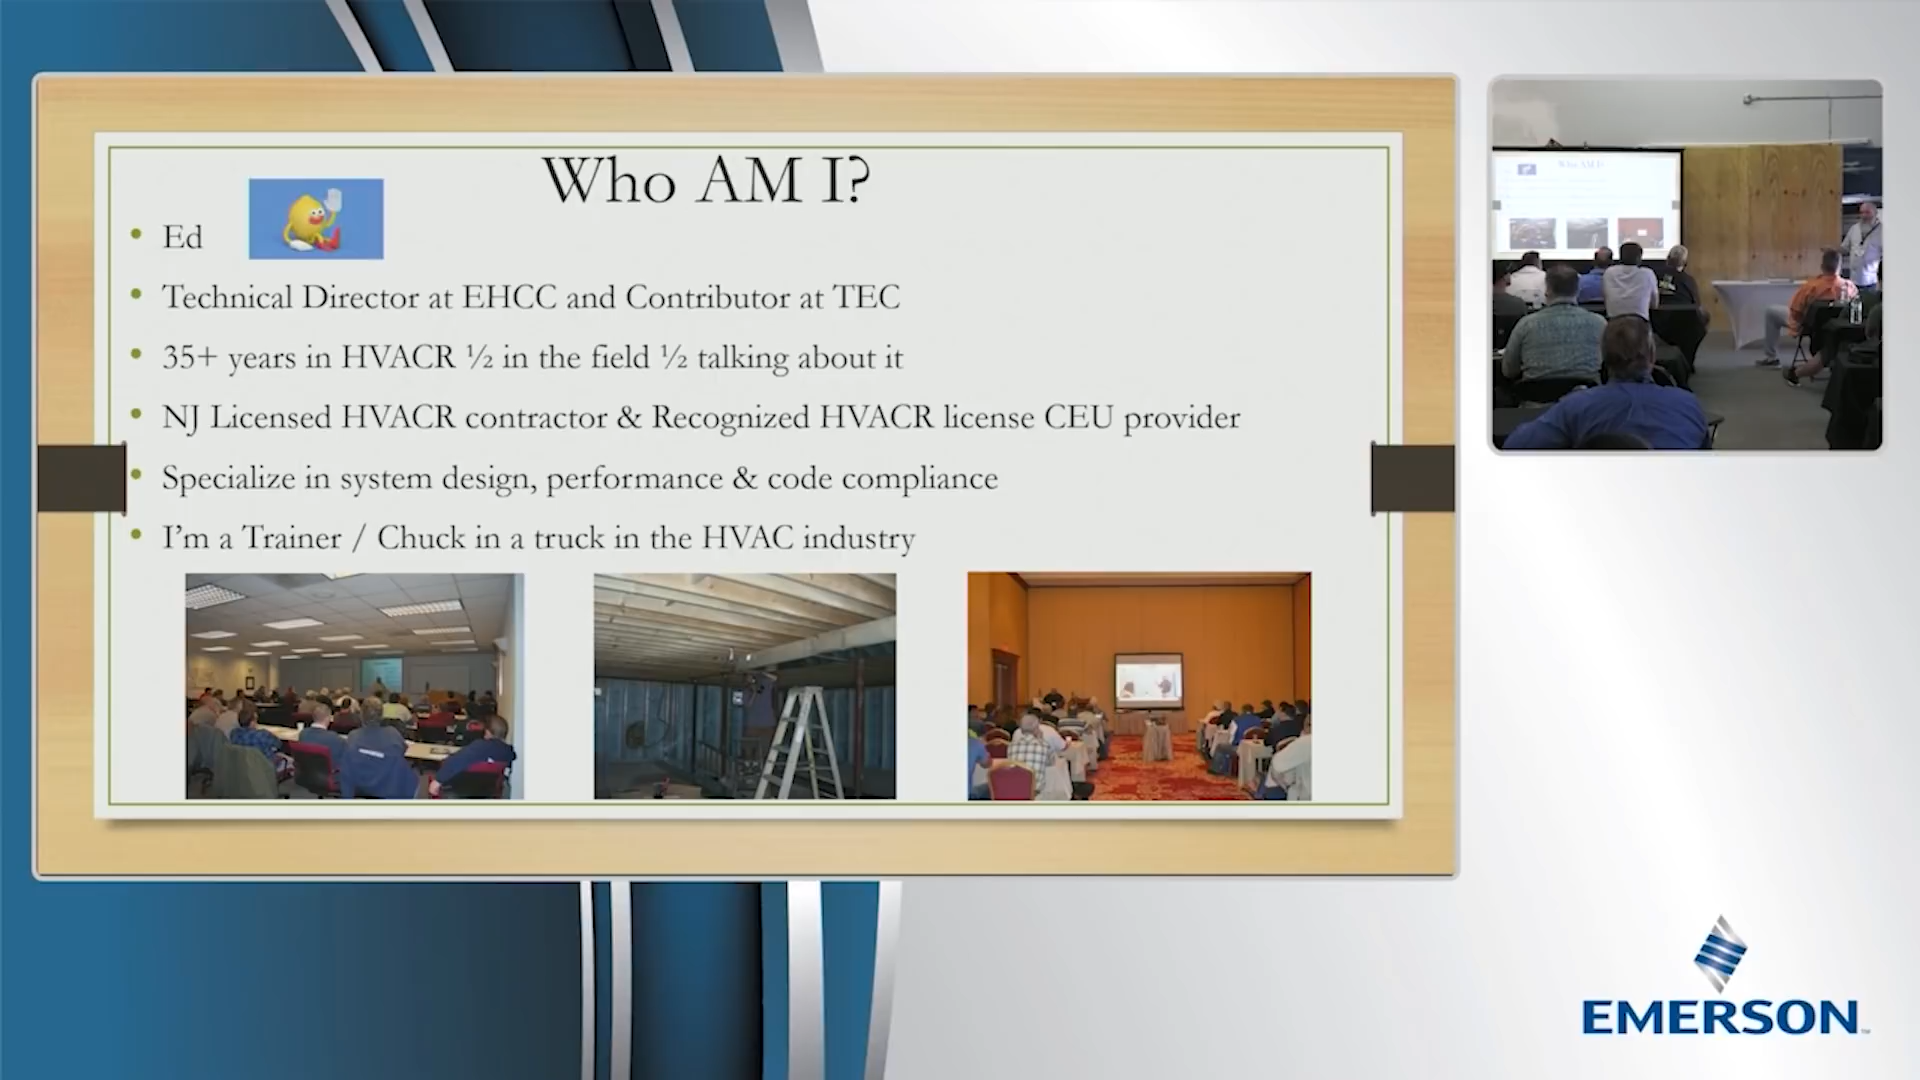 Who AM I?
• Ed
• Technical Director at EHCC and Contributor at TEC
• 35+ years in HVACR ½ in the field ½ talking about it
• NJ Licensed HVACR contractor & Recognized HVACR license CEU provider
• Specialize in system design, performance & code compliance
• I'm a Trainer / Chuck in a truck in the HVAC industry
Who AM I?
EMERSON